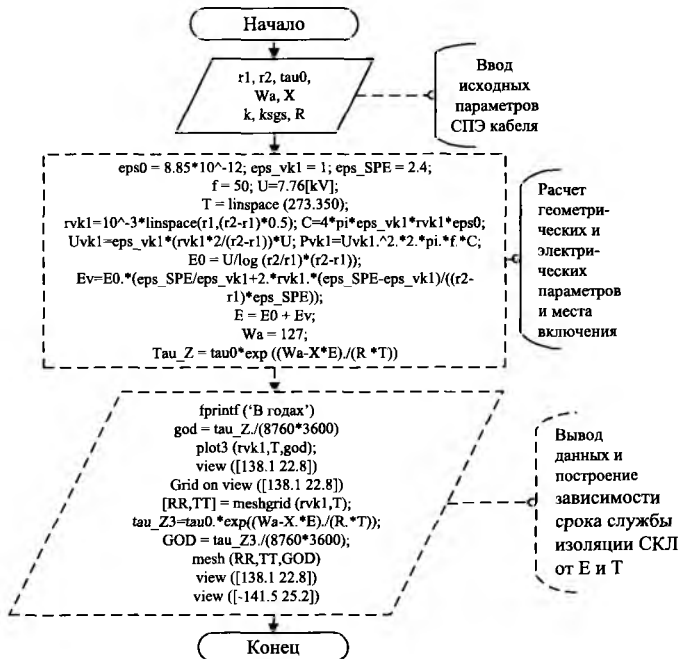 Начало
r1, r2, tau0,
Wa, X
k, ksgs, R
Ввод
исходных
параметров
СПЭ кабеля
eps0 = 8.85*10^-12; eps_vk1 = 1; eps_SPE = 2.4;
f = 50; U=7.76[kV];
T = linspace (273.350);
rvk1=10^-3*linspace(r1,(r2-r1)*0.5); C=4*pi*eps_vk1*rvk1*eps0;
Uvk1=eps_vk1*(rvk1*2/(r2-r1))*U; Pvk1=Uvk1.^2.*2.*pi.*f.*C;
E0 = U/log (r2/r1)*(r2-r1));
Ev=E0.*(eps_SPE/eps_vk1+2.*rvk1.*(eps_SPE-eps_vk1)/((r2-
r1)*eps_SPE));
E = E0 + Ev;
Wa = 127;
Tau_Z = tau0*exp ((Wa-X*E)./(R *T))
Расчет
геометри-
ческих и
электри-
ческих
параметров
и места
включения
fprintf (‘В годах’)
god = tau_Z./(8760*3600)
plot3 (rvk1,T,god);
view ([138.1 22.8])
Grid on view ([138.1 22.8])
[RR,TT] = meshgrid (rvk1,T);
tau_Z3=tau0.*exp((Wa-X.*E)./(R.*T));
GOD = tau_Z3./(8760*3600);
mesh (RR,TT,GOD)
view ([138.1 22.8])
view ([-141.5 25.2])
Вывод
данных и
построение
зависимости
срока службы
изоляции СКЛ
от E и T
Конец